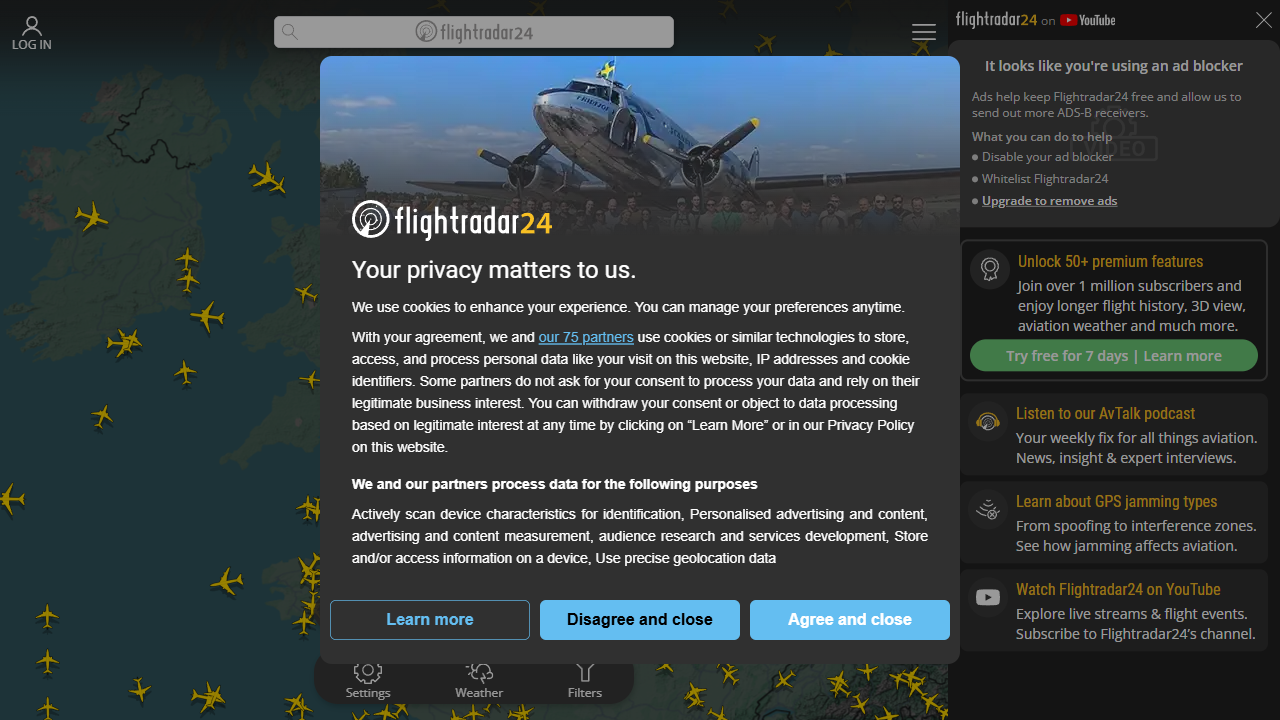 LOG IN
flightradar24
flightradar24 on YouTube
It looks like you're using an ad blocker
Ads help keep Flightradar24 free and allow us to
send out more ADS-B receivers.
What you can do to help
VIDEO
Disable your ad blocker
Whitelist Flightradar24
Upgrade to remove ads
flightradar24
Your privacy matters to us.
We use cookies to enhance your experience. You can manage your preferences anytime.
With your agreement, we and our 75 partners use cookies or similar technologies to store,
access, and process personal data like your visit on this website, IP addresses and cookie
identifiers. Some partners do not ask for your consent to process your data and rely on their
legitimate business interest. You can withdraw your consent or object to data processing
based on legitimate interest at any time by clicking on “Learn More” or in our Privacy Policy
on this website.
We and our partners process data for the following purposes
Actively scan device characteristics for identification, Personalised advertising and content,
advertising and content measurement, audience research and services development, Store
and/or access information on a device, Use precise geolocation data
Learn more
Disagree and close
Agree and close
Unlock 50+ premium features
Join over 1 million subscribers and
enjoy longer flight history, 3D view,
aviation weather and much more.
Try free for 7 days | Learn more
Listen to our AvTalk podcast
Your weekly fix for all things aviation.
News, insight & expert interviews.
Learn about GPS jamming types
From spoofing to interference zones.
See how jamming affects aviation.
Watch Flightradar24 on YouTube
Explore live streams & flight events.
Subscribe to Flightradar24’s channel.
Settings
Weather
Filters